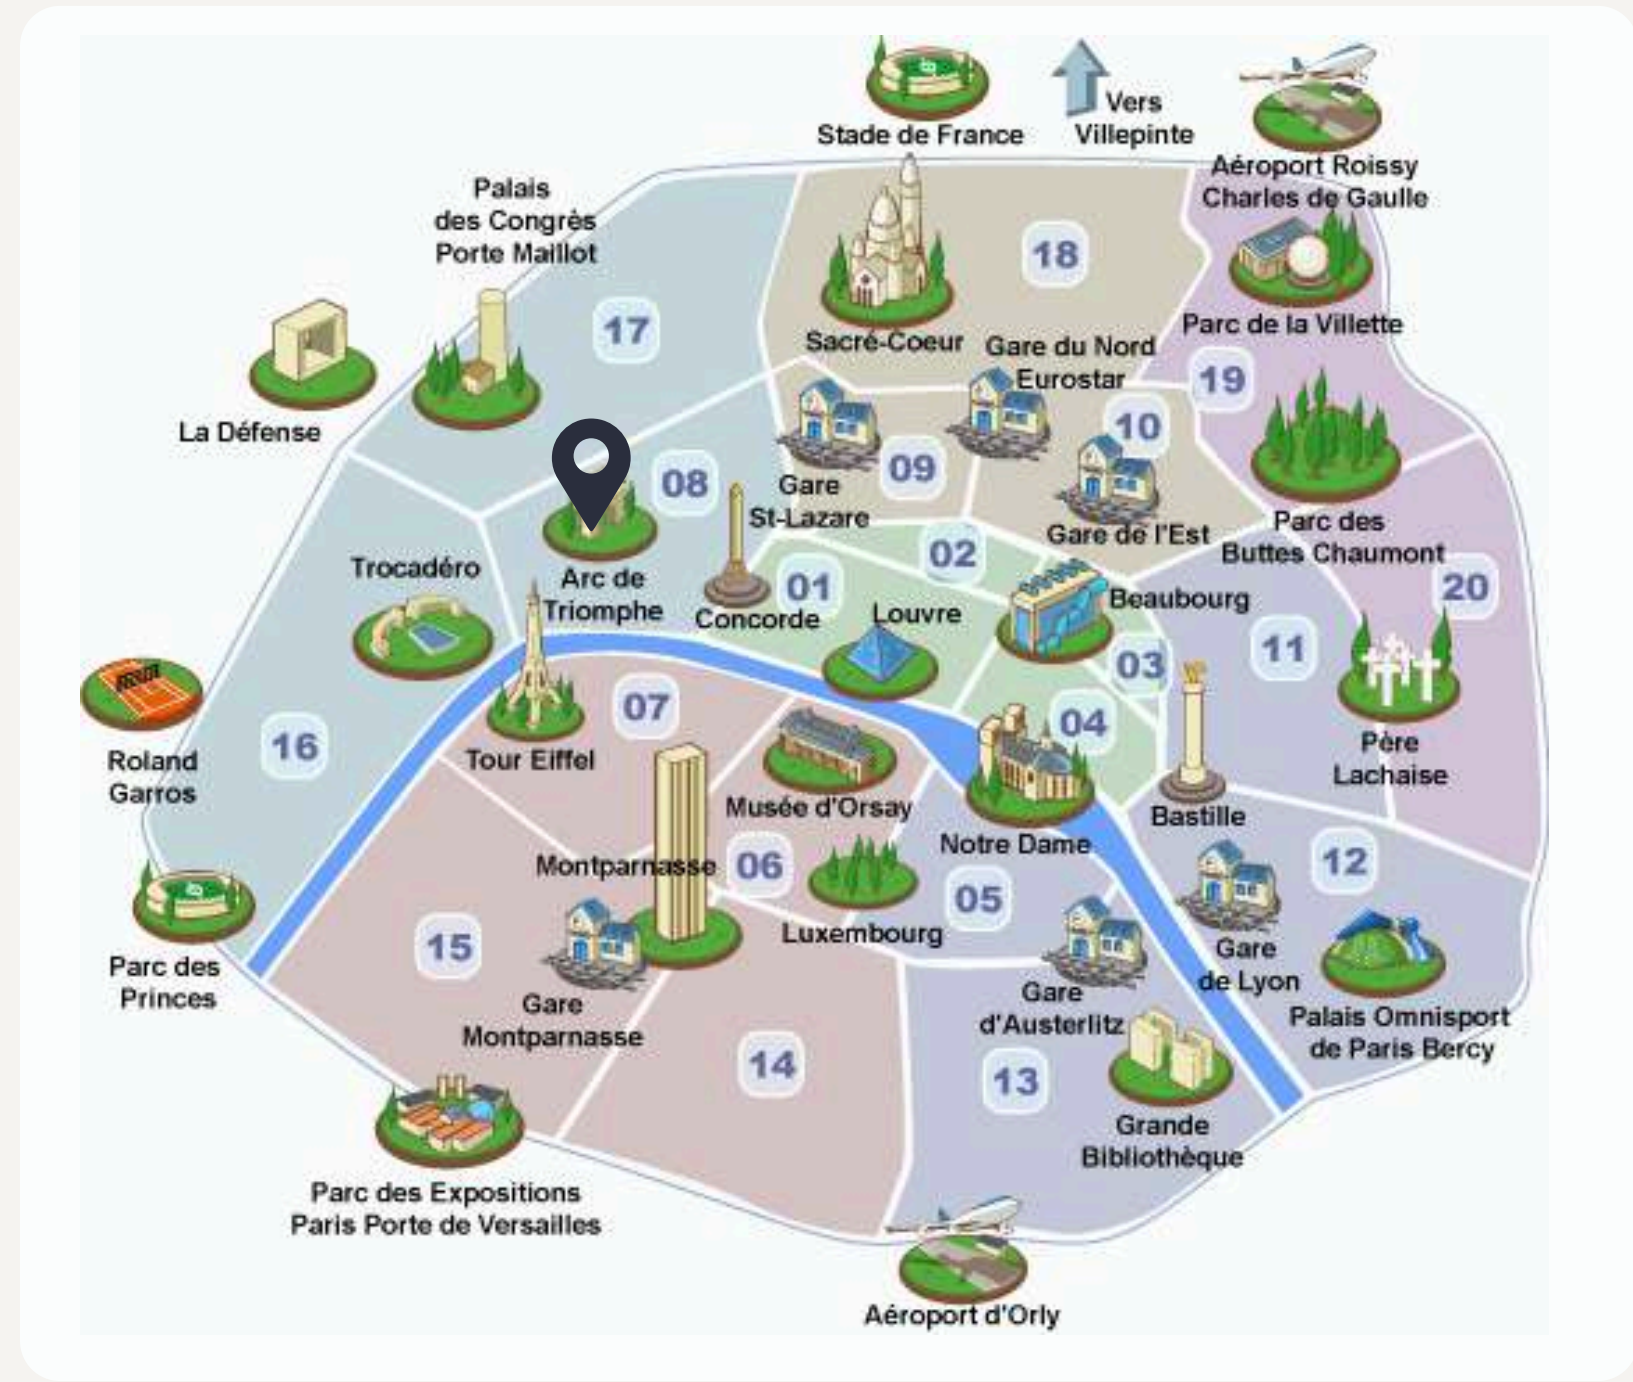 Stade de France
Vers
Villepinte
Aéroport Roissy
Charles de Gaulle
Palais
des Congrès
Porte Maillot
17
18
Parc de la Villette
Sacré-Coeur
Gare du Nord
Eurostar
19
La Défense
10
08
09
Gare
St-Lazare
Gare de l'Est
Parc des
Buttes Chaumont
02
Trocadéro
Arc de
Triomphe
01
Concorde
Louvre
Beaubourg
20
03
11
07
04
16
Tour Eiffel
Roland
Garros
Musée d'Orsay
Père
Lachaise
Bastille
Notre Dame
Montparnasse
06
05
12
Luxembourg
15
Gare
de Lyon
Parc des
Princes
Gare
Montparnasse
Gare
d'Austerlitz
Palais Omnisport
de Paris Bercy
14
13
Grande
Bibliothèque
Parc des Expositions
Paris Porte de Versailles
Aéroport d'Orly